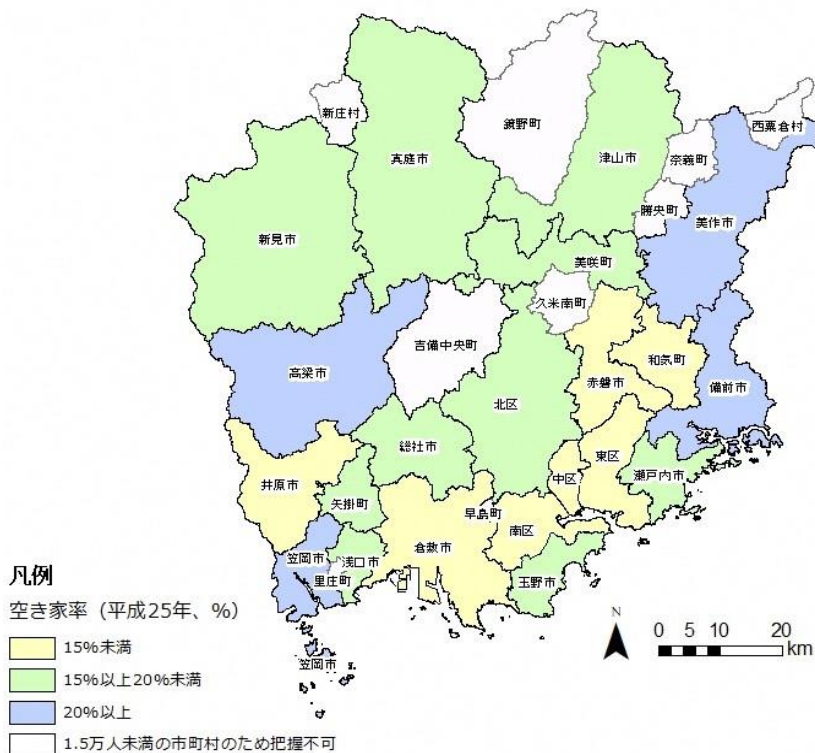 新庄村
真庭市
鏡野町
津山市
西粟倉村
奈義町
勝央町
美作市
新見市
美咲町
久米南町
吉備中央町
高梁市
和気町
赤磐市
備前市
北区
総社市
東区
中区
瀬戸内市
井原市
矢掛町
早島町
南区
倉敷市
笠岡市
浅口市
里庄町
玉野市
笠岡市
凡例
空き家率（平成25年、%）
15%未満
15%以上20%未満
20%以上
1.5万人未満の市町村のため把握不可
N
0 5 10 20
km